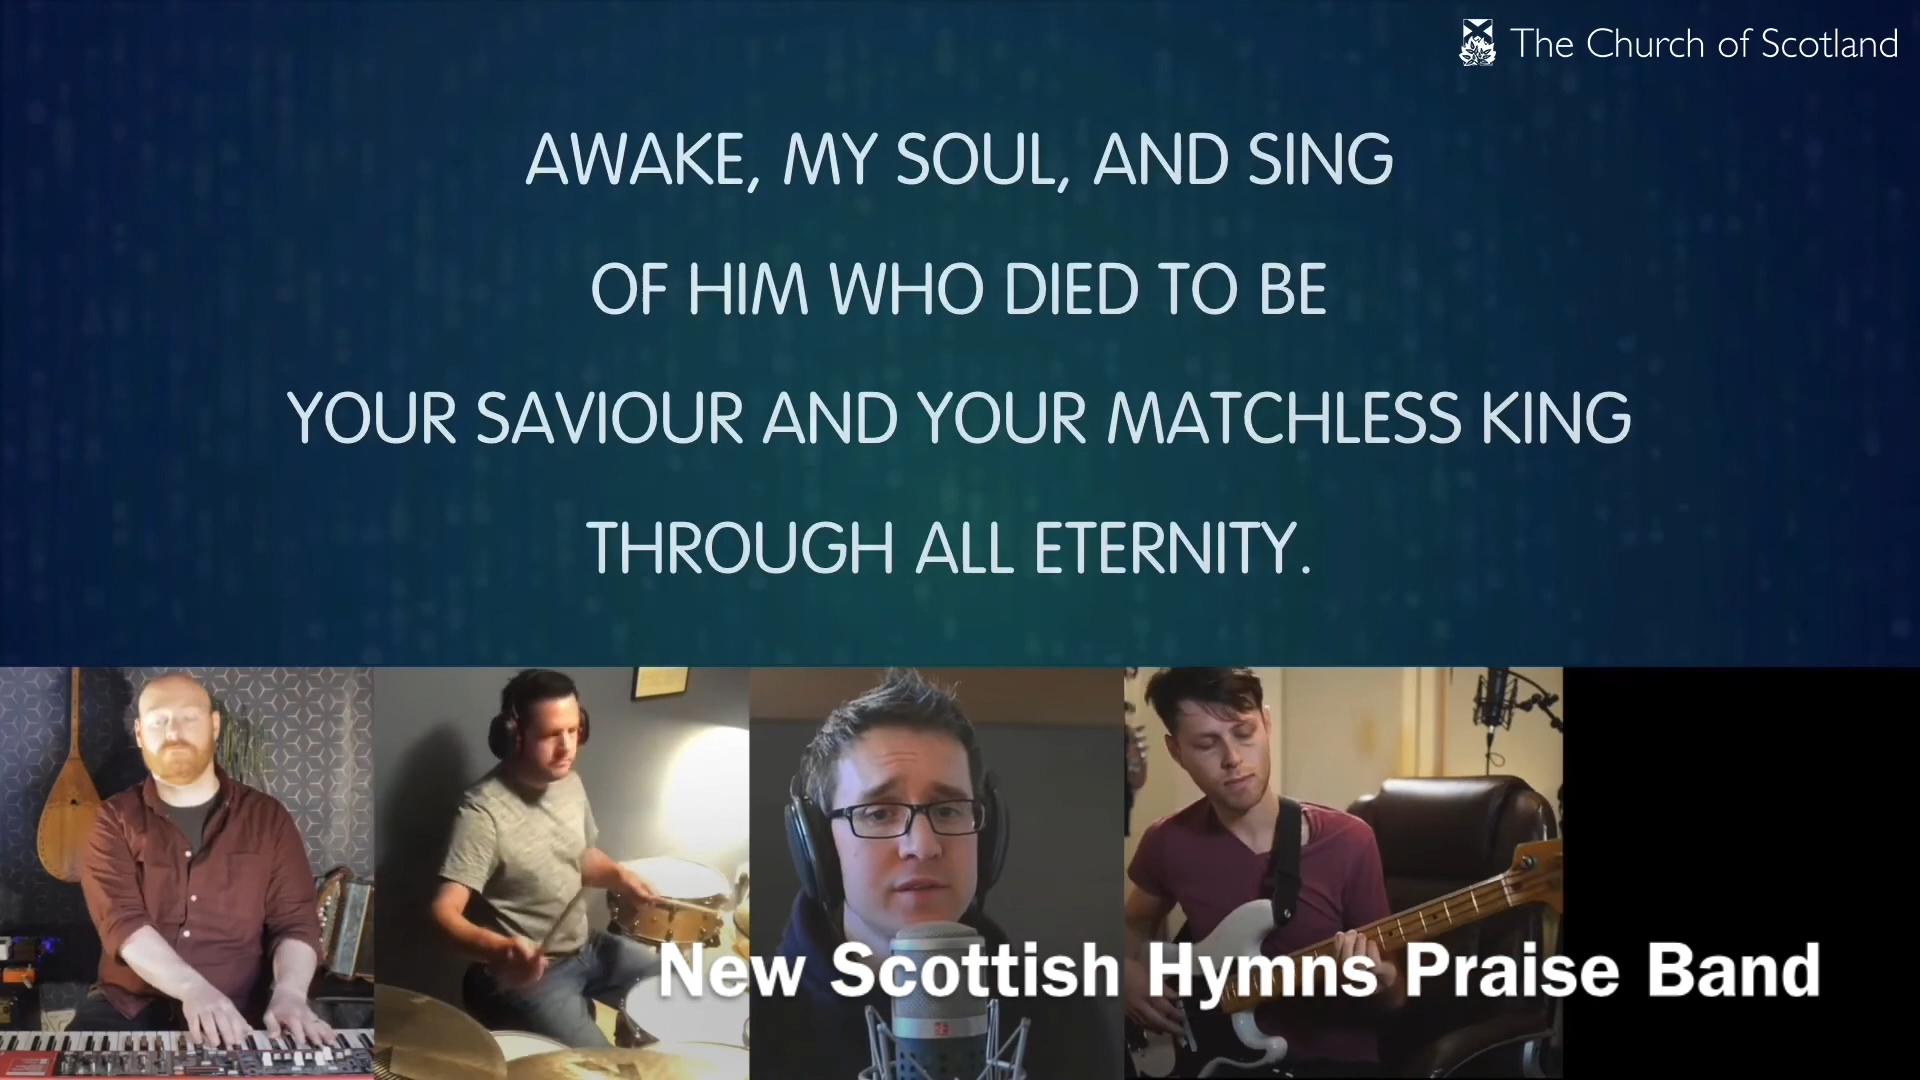 The Church of Scotland
AWAKE, MY SOUL, AND SING
OF HIM WHO DIED TO BE
YOUR SAVIOUR AND YOUR MATCHLESS KING
THROUGH ALL ETERNITY.
New Scottish Hymns Praise Band